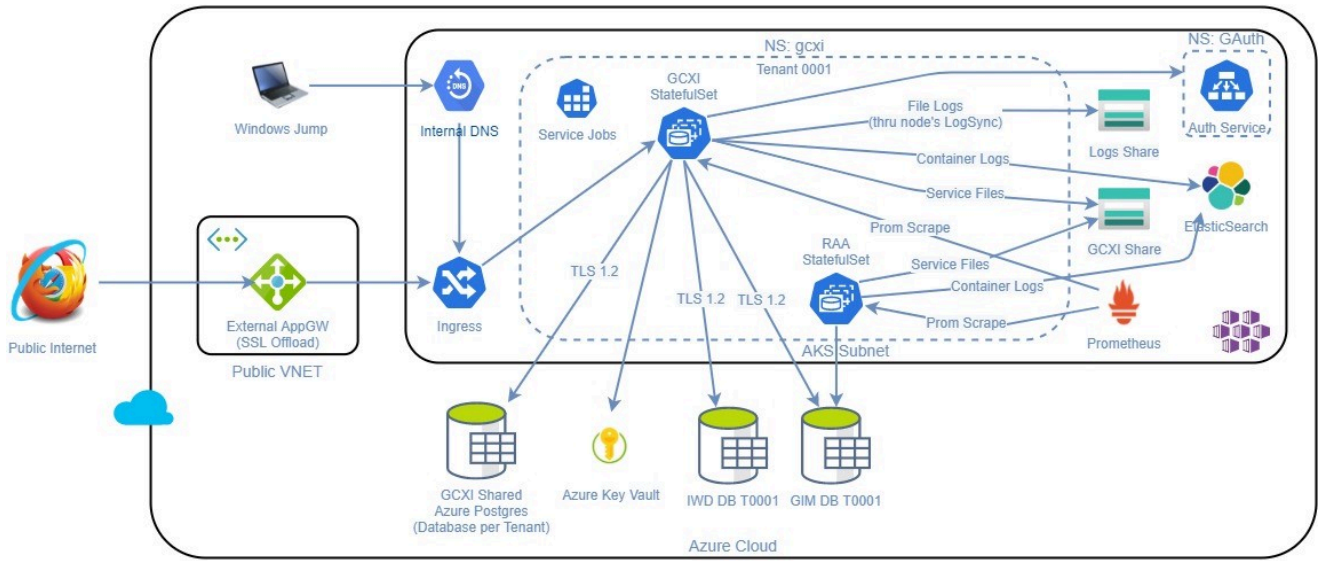 NS: gcxi
Tenant 0001
NS: GAuth
GCXI
StatefulSet
DNS
Windows Jump
Internal DNS
Service Jobs
File Logs
(thru node's LogSync)
Logs Share
Auth Service
Container Logs
Service Files
ElasticSearch
Prom Scrape
GCXI Share
RAA
StatefulSet
Service Files
Container Logs
Prom Scrape
Prometheus
TLS 1.2
TLS 1.2
TLS 1.2
Ingress
External AppGW
(SSL Offload)
Public Internet
Public VNET
AKS Subnet
GCXI Shared
Azure Postgres
(Database per Tenant)
Azure Key Vault
IWD DB T0001
GIM DB T0001
Azure Cloud